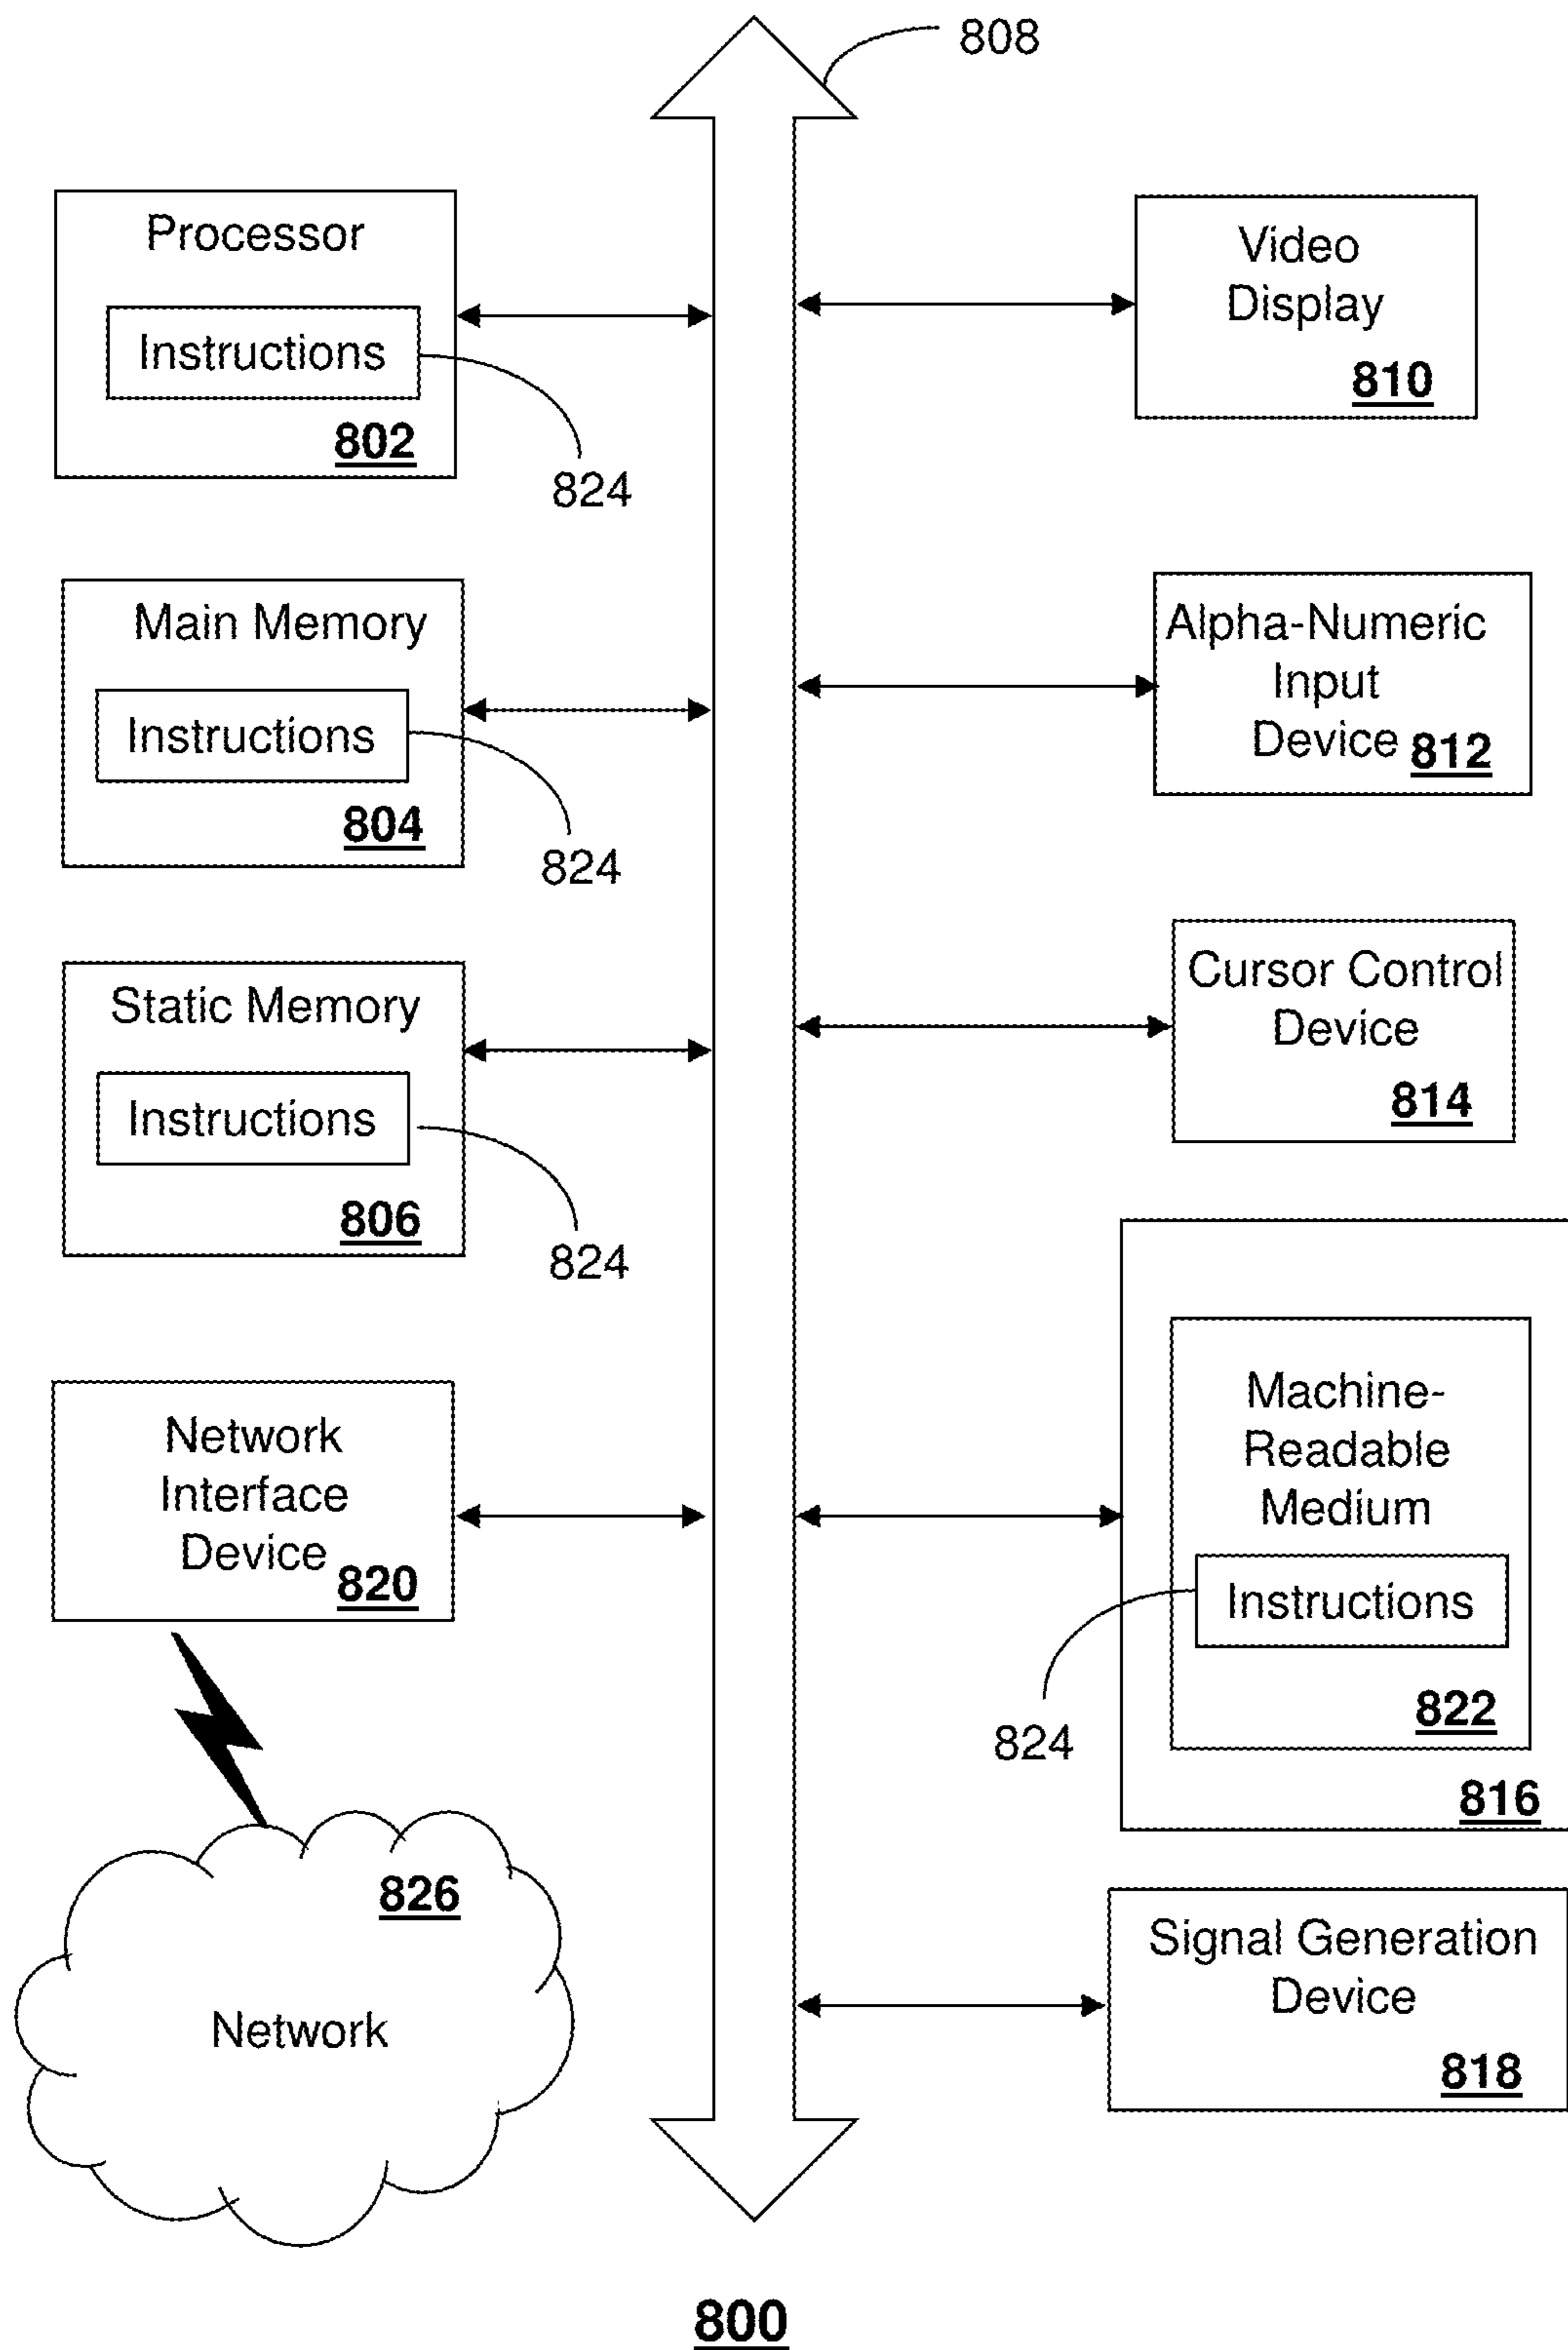 808
Processor
Instructions
802
824
Main Memory
Instructions
804
824
Static Memory
Instructions
806
824
Network
Interface
Device
820
826
Network
Video
Display
810
Alpha-Numeric
Input
Device 812
Cursor Control
Device
814
Machine-
Readable
Medium
Instructions
822
824
816
Signal Generation
Device
818
800